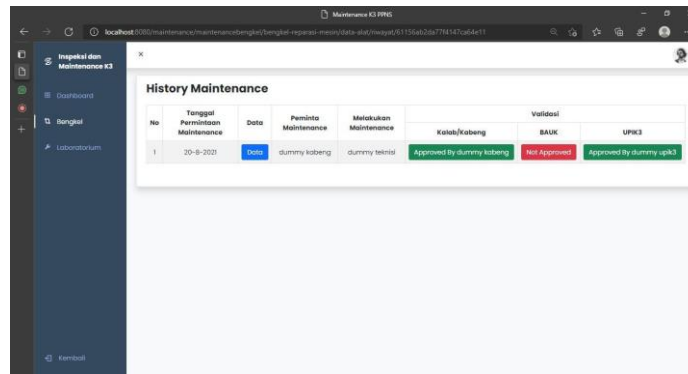 Maintenance K3 PPNS
localhost:8080/maintenance/maintenancebengkel/bengkel-reparasi-mesin/data-alat/riwayat/61156ab2da77f4147ca64e11
Inspeksi dan
Maintenance K3
×
Dashboard
Bengkel
Laboratorium
Kembali
History Maintenance
No
Tanggal
Permintaan
Maintenance
Data
Peminta
Maintenance
Melakukan
Maintenance
Validasi
Kalab/Kabeng
BAUK
UPIK3
1
20-8-2021
Data
dummy kabeng
dummy teknisi
Approved By dummy kabeng
Not Approved
Approved By dummy upik3